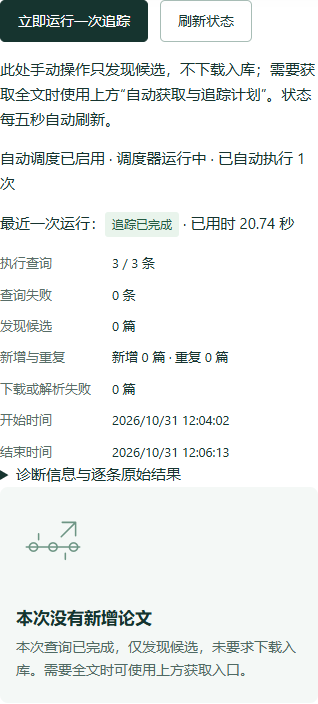 立即运行一次追踪 刷新状态
此处手动操作只发现候选，不下载入库；需要获
取全文时使用上方“自动获取与追踪计划”。状态
每五秒自动刷新。
自动调度已启用 · 调度器运行中 · 已自动执行 1
次
最近一次运行： 追踪已完成 · 已用时 20.74 秒
执行查询 3 / 3 条
查询失败 0 条
发现候选 0 篇
新增与重复 新增 0 篇 · 重复 0 篇
下载或解析失败 0 篇
开始时间 2026/10/31 12:04:02
结束时间 2026/10/31 12:06:13
诊断信息与逐条原始结果
本次没有新增论文
本次查询已完成，仅发现候选，未要求下载入
库。需要全文时可使用上方获取入口。